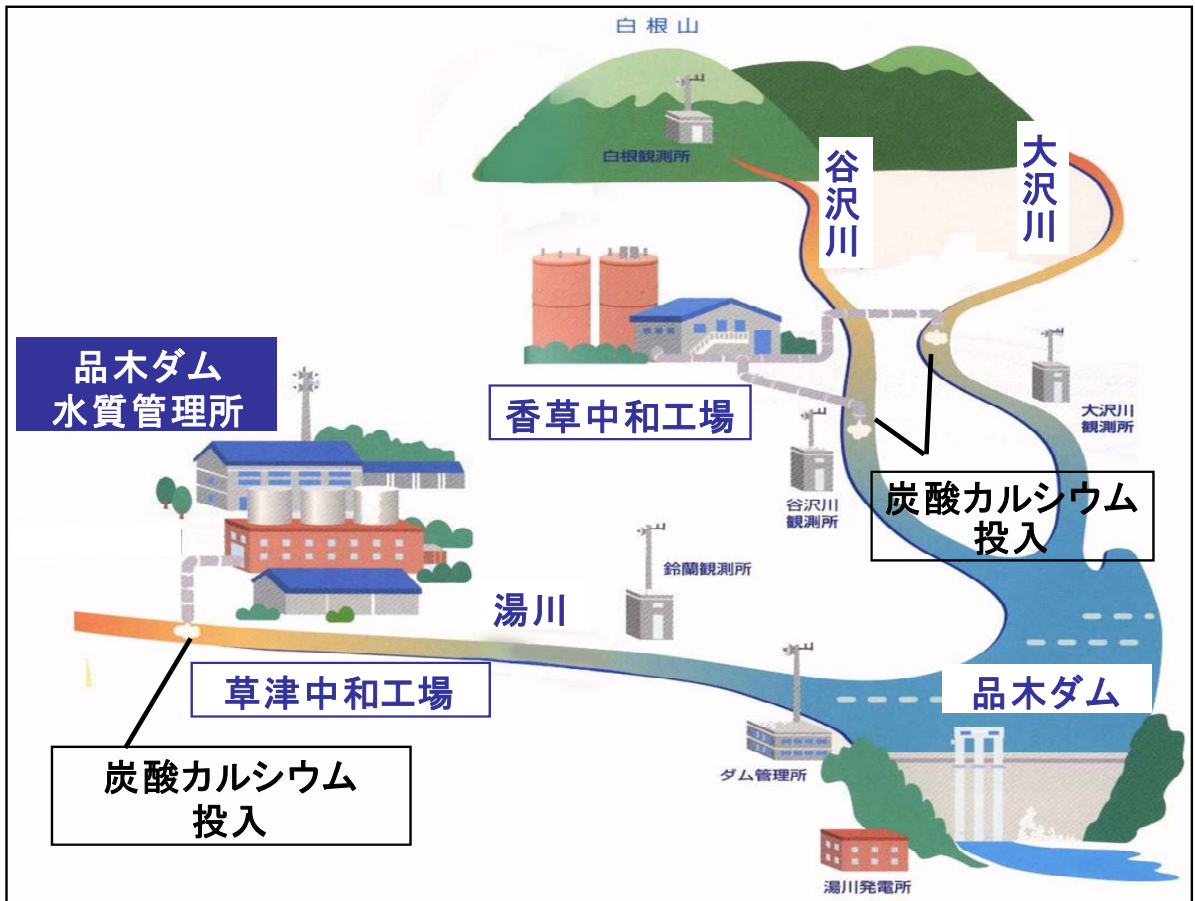 白根山
白根観測所
谷沢川
大沢川
品木ダム
水質管理所
香草中和工場
大沢川
観測所
谷沢川
観測所
炭酸カルシウム
投入
鈴蘭観測所
湯川
草津中和工場
品木ダム
炭酸カルシウム
投入
ダム管理所
湯川発電所